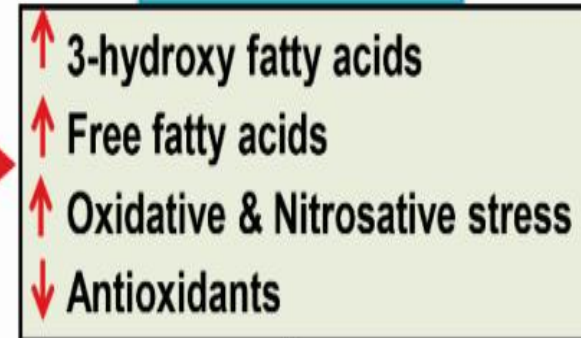 ↑ 3-hydroxy fatty acids
↑ Free fatty acids
↑ Oxidative & Nitrosative stress
↓ Antioxidants